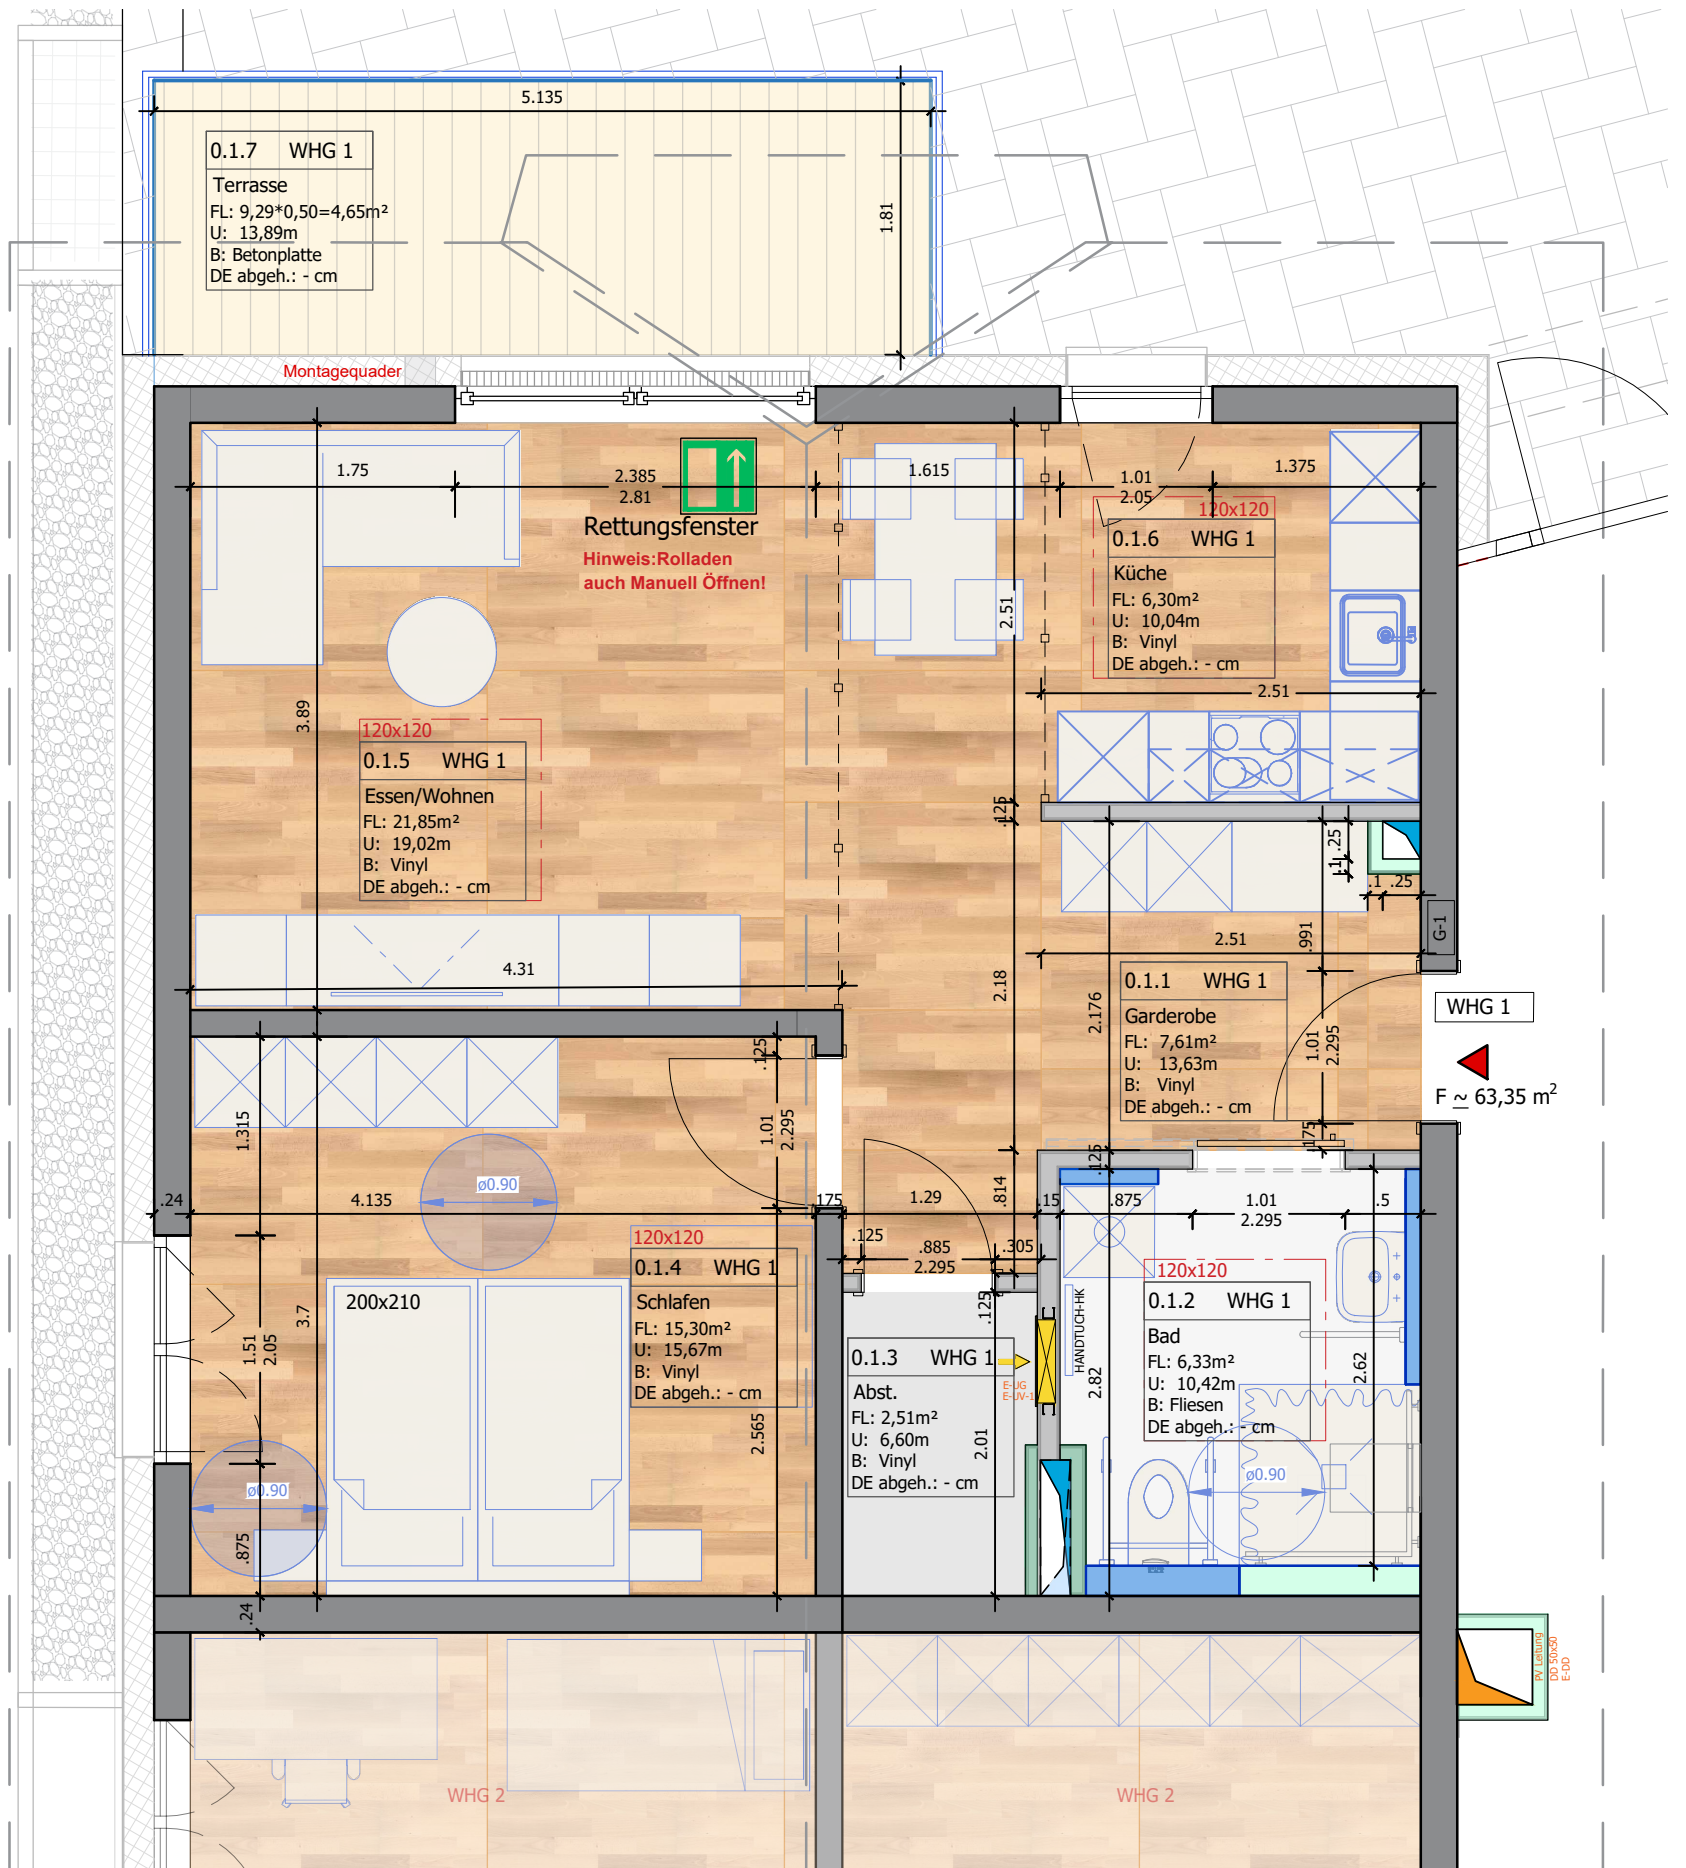 5.135
0.1.7 WHG 1
Terrasse
FL: 9,29*0,50=4,65m²
U: 13,89m
B: Betonplatte
DE abgeh.: - cm
1.81
Montagequader
1.75
2.385
2.81
1.615
1.01
2.05
1.375
Rettungsfenster
Hinweis:Rolladen
auch Manuell Öffnen!
120x120
0.1.6 WHG 1
Küche
FL: 6,30m²
U: 10,04m
B: Vinyl
DE abgeh.: - cm
2.51
2.51
3.89
120x120
0.1.5 WHG 1
Essen/Wohnen
FL: 21,85m²
U: 19,02m
B: Vinyl
DE abgeh.: - cm
.125
.25
.1
.1 .25
4.31
2.51
.991
G-1
2.18
2.176
0.1.1 WHG 1
Garderobe
FL: 7,61m²
U: 13,63m
B: Vinyl
DE abgeh.: - cm
1.01
2.295
WHG 1
F ~ 63,35 m²
.125
1.315
1.01
2.295
.125
175
ø0.90
.24
4.135
175
1.29
.814
.15
.875
1.01
2.295
.5
.125
.885
2.295
.305
120x120
0.1.4 WHG 1
Schlafen
FL: 15,30m²
U: 15,67m
B: Vinyl
DE abgeh.: - cm
200x210
3.7
1.51
2.05
.125
HANDTUCH-HK
120x120
0.1.2 WHG 1
Bad
FL: 6,33m²
U: 10,42m
B: Fliesen
DE abgeh.: - cm
2.62
2.82
0.1.3 WHG 1
Abst.
FL: 2,51m²
U: 6,60m
B: Vinyl
DE abgeh.: - cm
E-UG
E-UV-1
2.01
2.565
ø0.90
ø0.90
.875
.24
PV Leitung
DD 50x50
E-DD
WHG 2
WHG 2